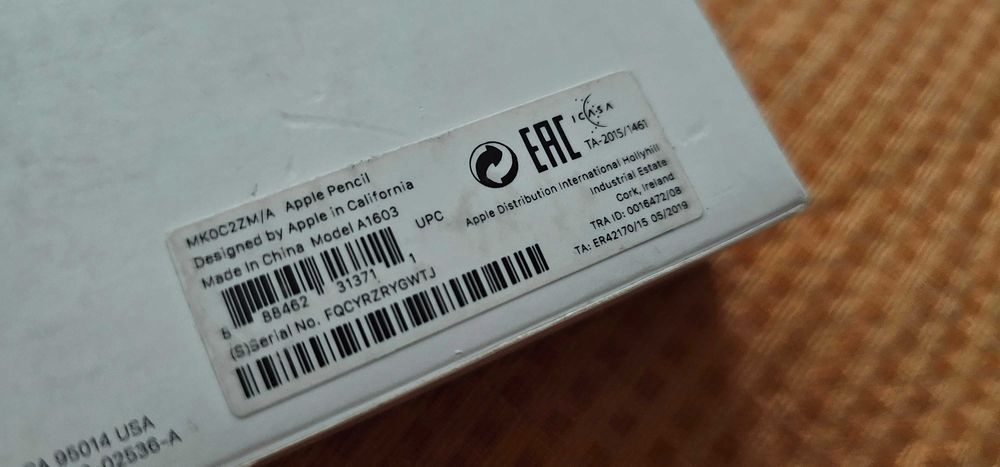 MK0C2ZM/A Apple Pencil
Designed by Apple in California
Made in China Model A1603
UPC
8 88462 31371 1
(S)Serial No. FQCYRZRYGWTJ
EAC
ICASA
TA-2015/1461
Apple Distribution International Hollyhill
Industrial Estate
Cork, Ireland
TRA ID: 0016472/08
TA: ER42170/15 05/2019
CA 95014 USA
02536-A